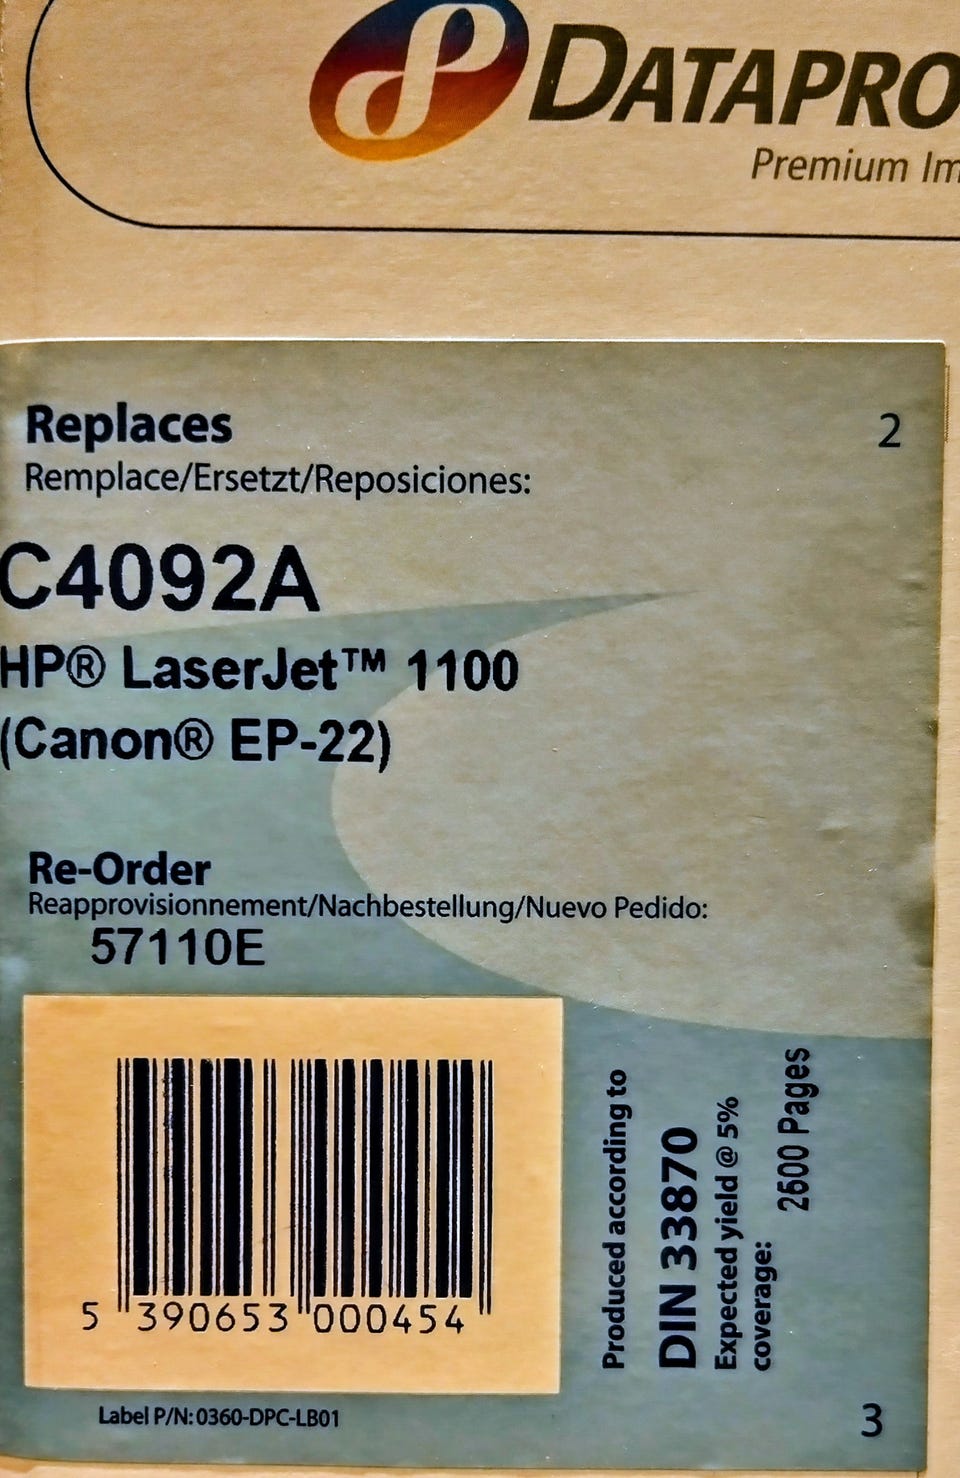 DATAPRO
Premium Im
Replaces
2
Remplace/Ersetzt/Reposiciones:
C4092A
HP® LaserJet™ 1100
(Canon® EP-22)
Re-Order
Reapprovisionnement/Nachbestellung/Nuevo Pedido:
57110E
5 390653 000454
Label P/N: 0360-DPC-LB01
Produced according to
DIN 33870
Expected yield @ 5%
coverage:
2500 Pages
3